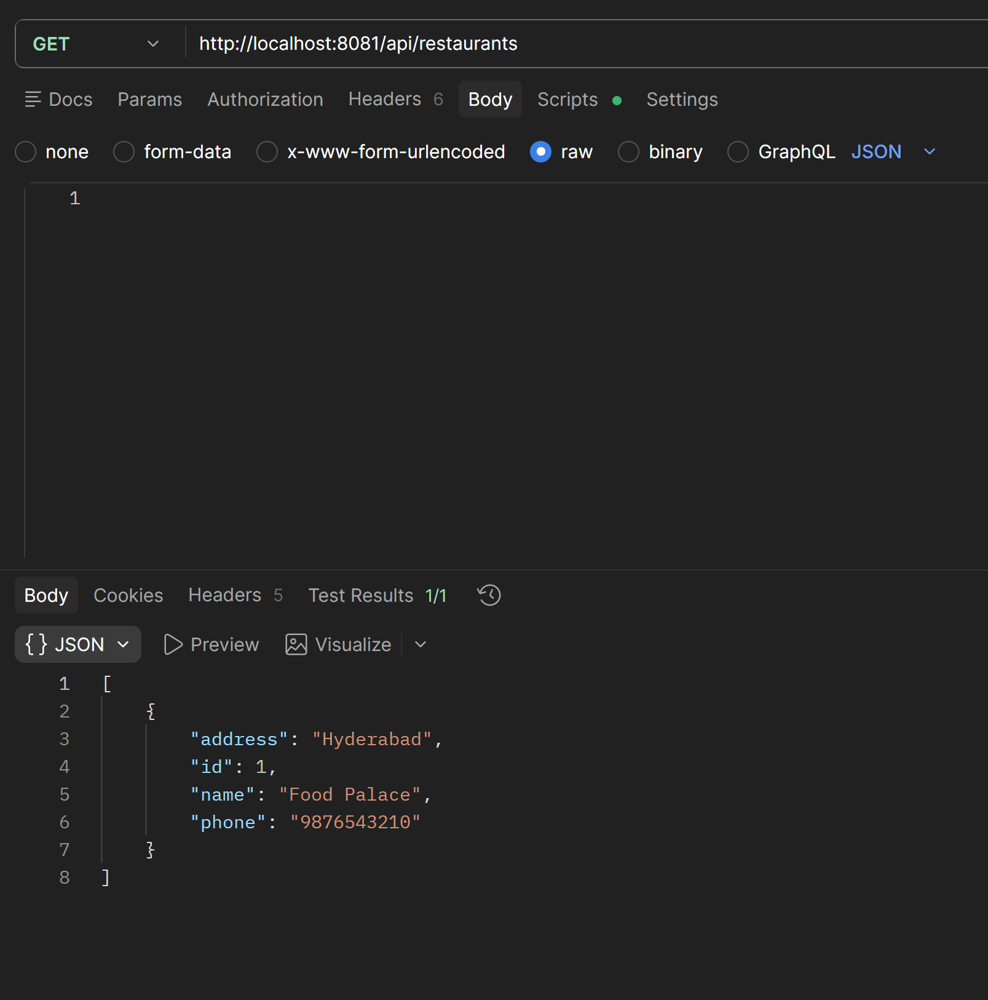 GET http://localhost:8081/api/restaurants
Docs Params Authorization Headers 6 Body Scripts Settings
none form-data x-www-form-urlencoded raw binary GraphQL JSON
1
Body Cookies Headers 5 Test Results 1/1
{} JSON Preview Visualize
1 [
2 {
3 "address": "Hyderabad",
4 "id": 1,
5 "name": "Food Palace",
6 "phone": "9876543210"
7 }
8 ]